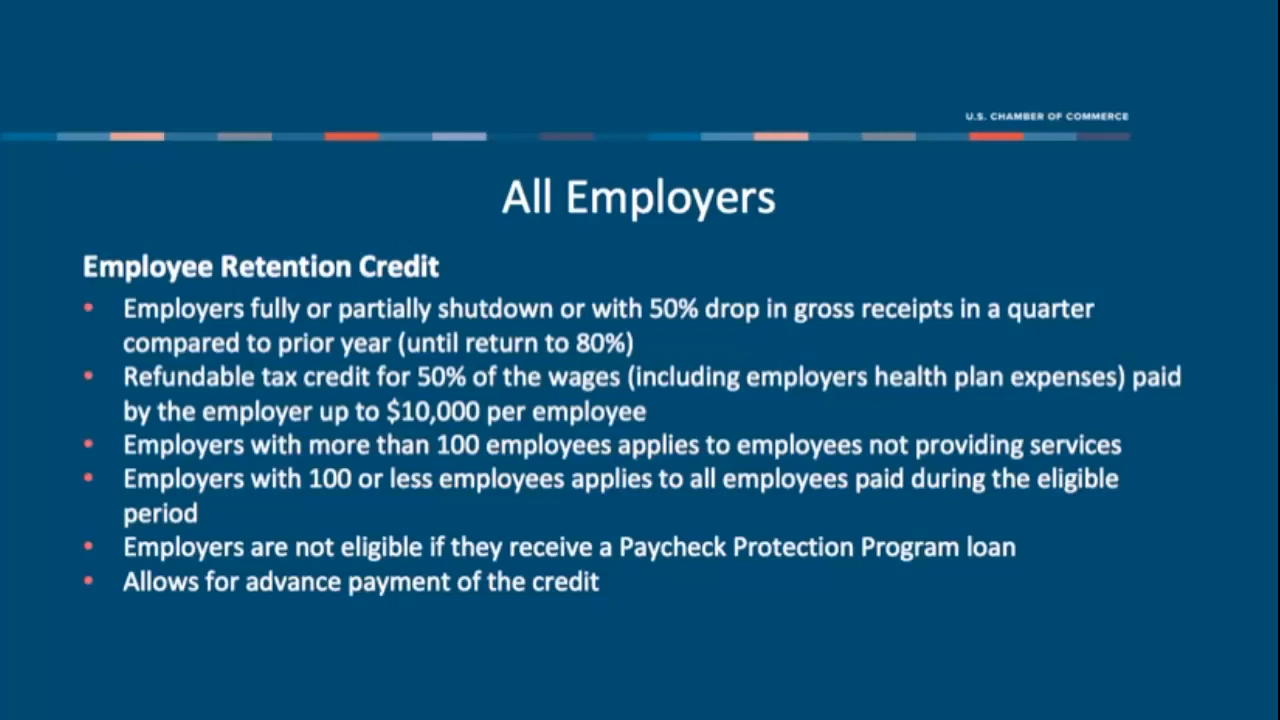 U.S. CHAMBER OF COMMERCE
All Employers
Employee Retention Credit
• Employers fully or partially shutdown or with 50% drop in gross receipts in a quarter
compared to prior year (until return to 80%)
• Refundable tax credit for 50% of the wages (including employers health plan expenses) paid
by the employer up to $10,000 per employee
• Employers with more than 100 employees applies to employees not providing services
• Employers with 100 or less employees applies to all employees paid during the eligible
period
• Employers are not eligible if they receive a Paycheck Protection Program loan
• Allows for advance payment of the credit